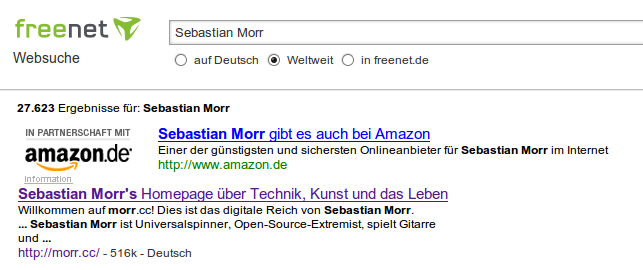 freenet
Sebastian Morr
Websuche
auf Deutsch Weltweit in freenet.de
27.623 Ergebnisse für: Sebastian Morr
IN PARTNERSCHAFT MIT
amazon.de
Information
Sebastian Morr gibt es auch bei Amazon
Einer der günstigsten und sichersten Onlineanbieter für Sebastian Morr im Internet
http://www.amazon.de
Sebastian Morr's Homepage über Technik, Kunst und das Leben
Willkommen auf morr.cc! Dies ist das digitale Reich von Sebastian Morr.
... Sebastian Morr ist Universalspinner, Open-Source-Extremist, spielt Gitarre
und ...
http://morr.cc/ - 516k - Deutsch